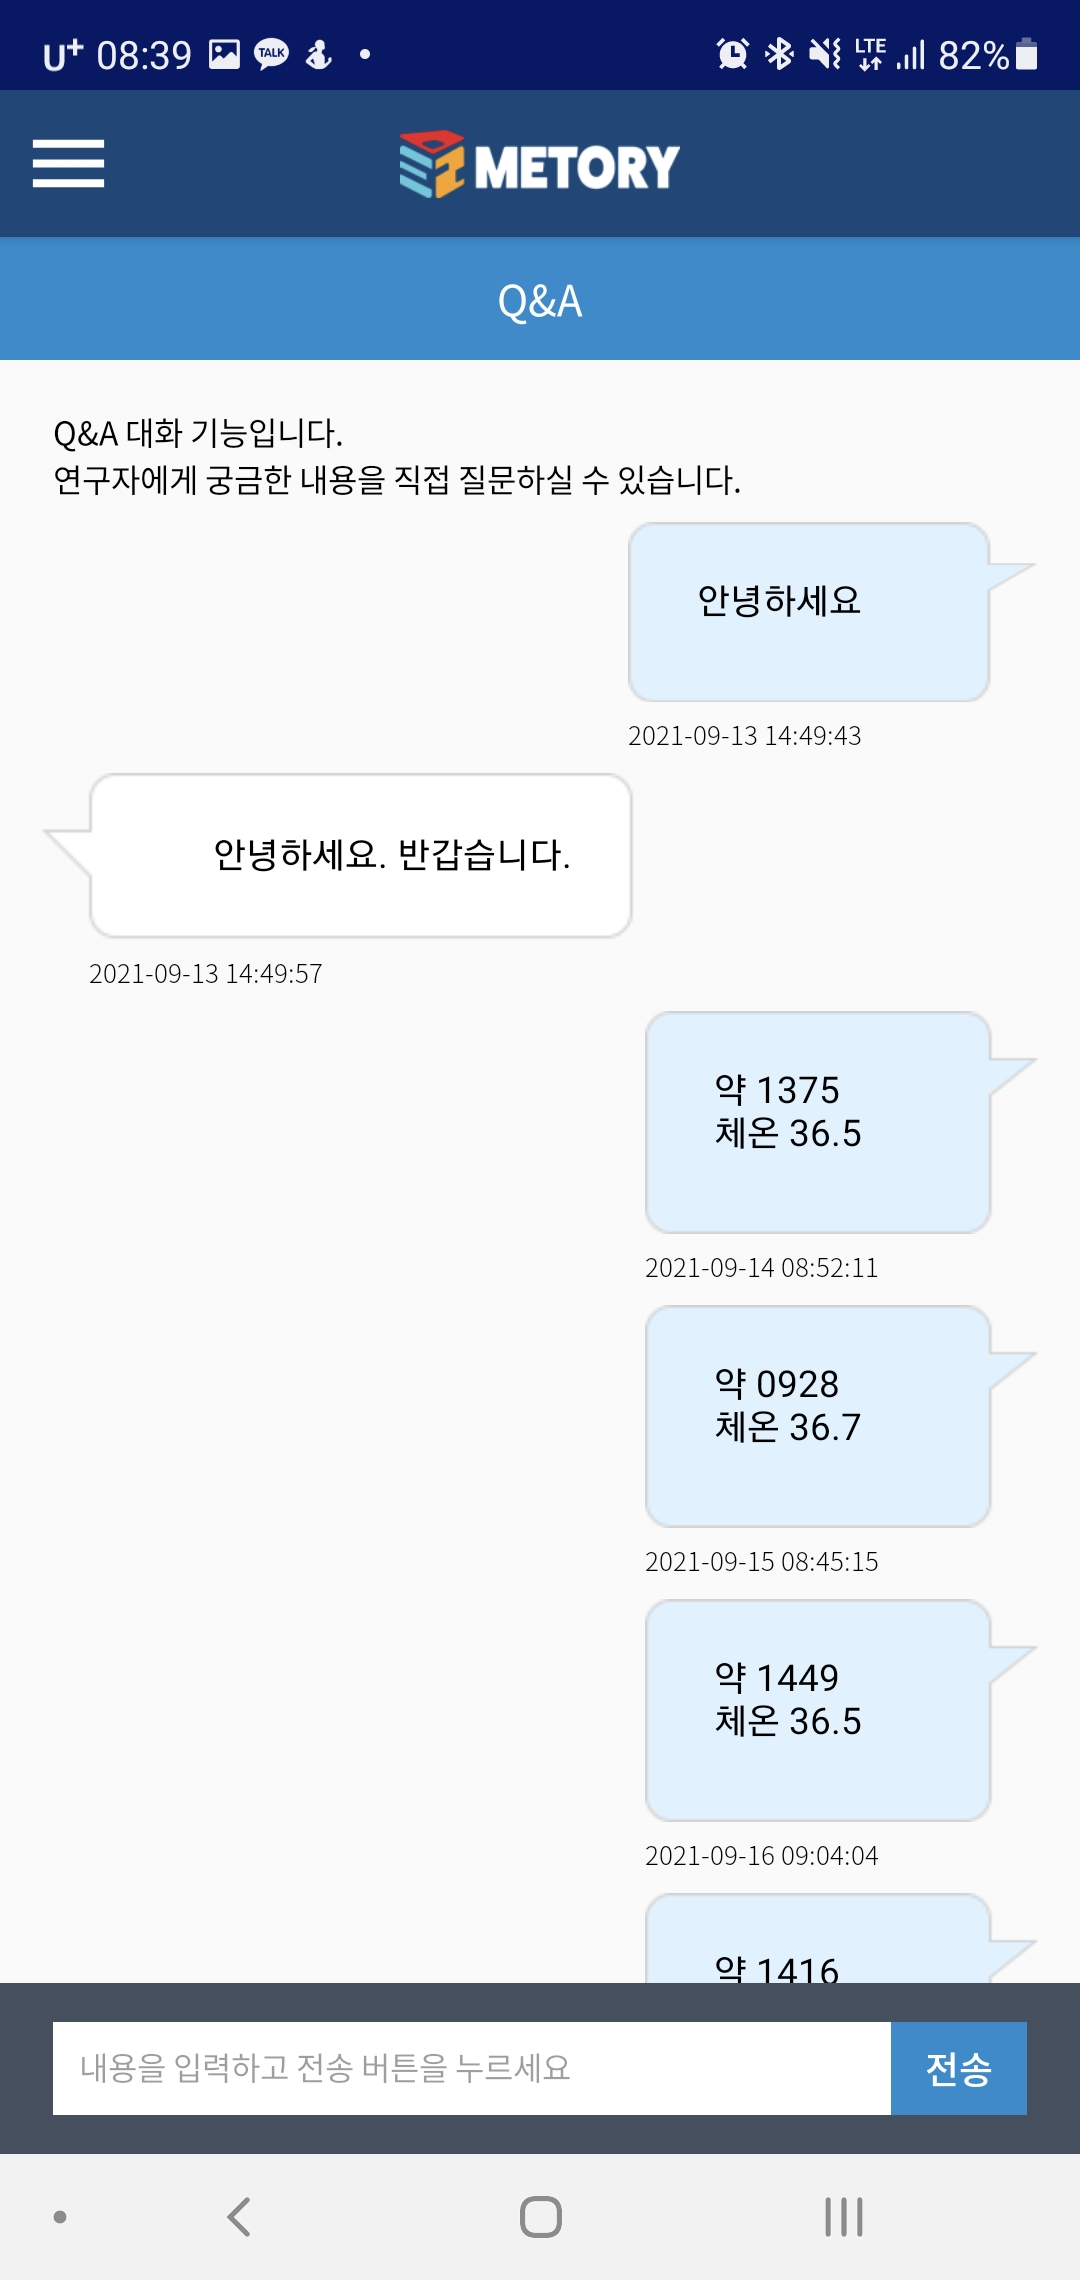 U+ 08:39 TALK LTE 82%
METORY
Q&A
Q&A 대화 기능입니다.
연구자에게 궁금한 내용을 직접 질문하실 수 있습니다.
안녕하세요
2021-09-13 14:49:43
안녕하세요. 반갑습니다.
2021-09-13 14:49:57
약 1375
체온 36.5
2021-09-14 08:52:11
약 0928
체온 36.7
2021-09-15 08:45:15
약 1449
체온 36.5
2021-09-16 09:04:04
약 1416
내용을 입력하고 전송 버튼을 누르세요
전송